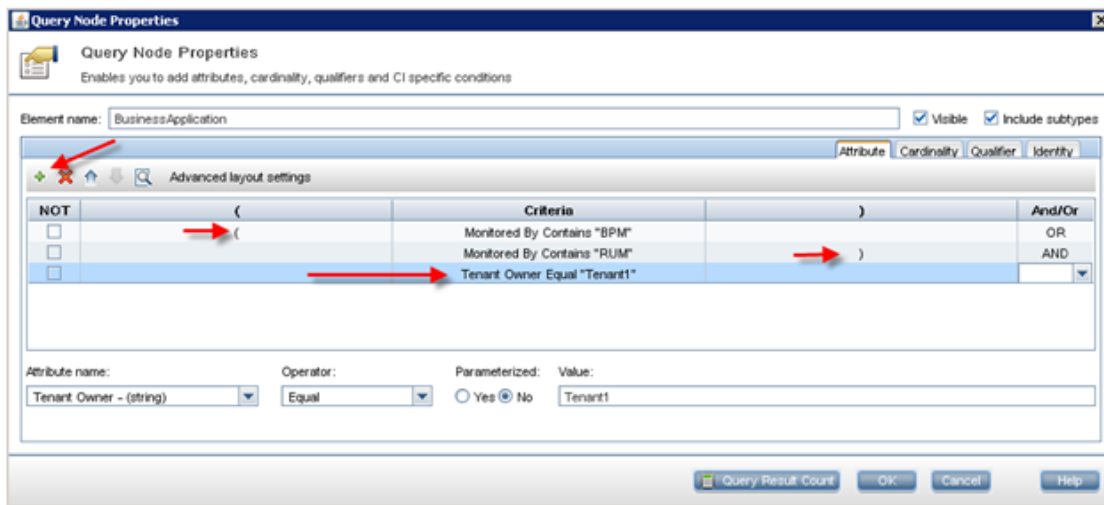 Query Node Properties
Query Node Properties
Enables you to add attributes, cardinality, qualifiers and CI specific conditions
Element name: BusinessApplication Visible Include subtypes
Attribute Cardinality Qualifier Identity
Advanced layout settings
NOT ( Criteria ) And/Or
( Monitored By Contains "BPM" OR
Monitored By Contains "RUM" ) AND
Tenant Owner Equal "Tenant1"
Attribute name: Operator: Parameterized: Value:
Tenant Owner - (string) Equal Yes No Tenant1
Query Result Count OK Cancel Help